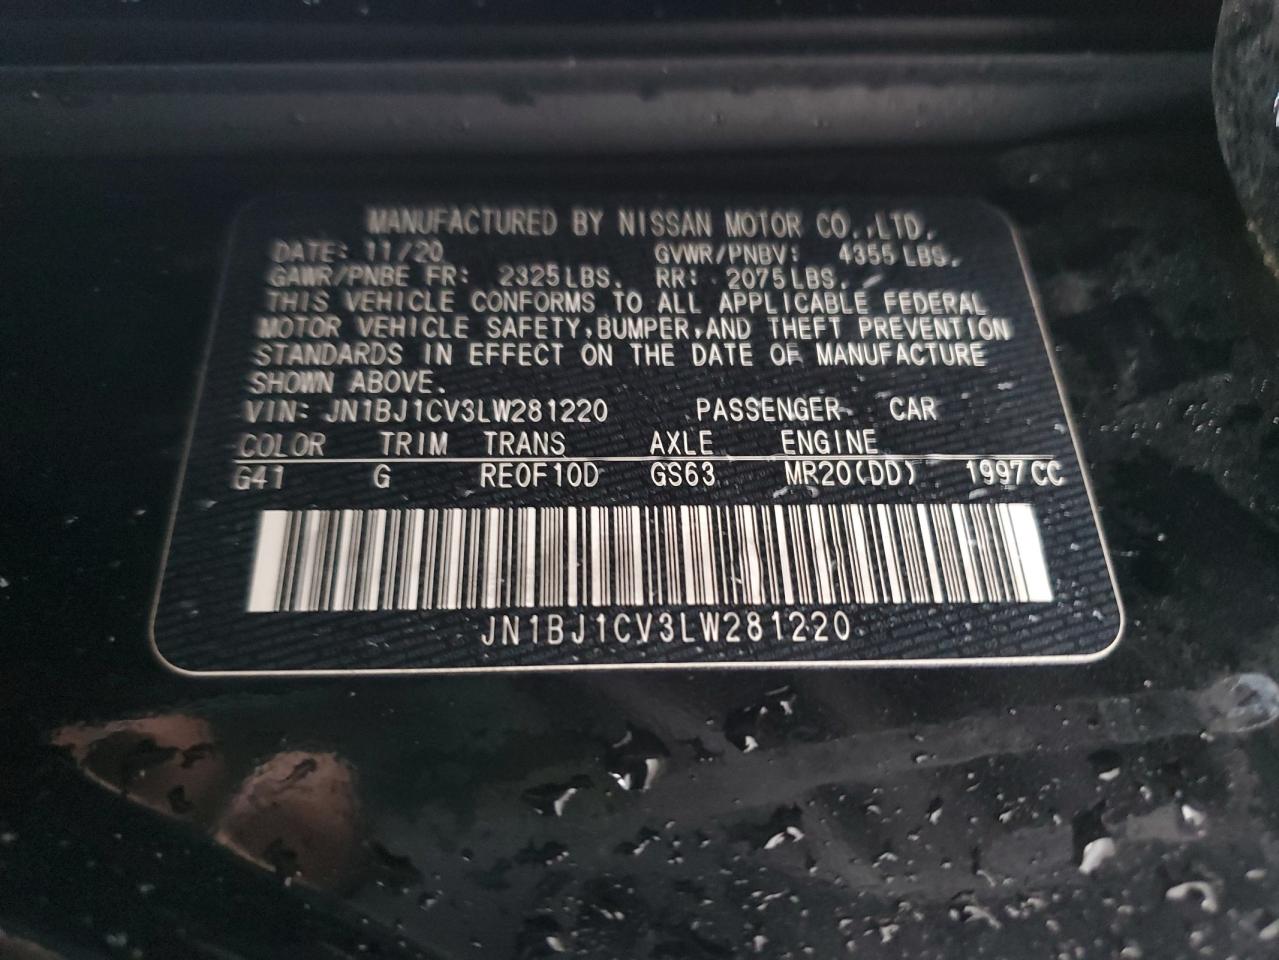 MANUFACTURED BY NISSAN MOTOR CO.,LTD.
DATE: 11/20 GVWR/PNBV: 4355 LBS.
GAWR/PNBE FR: 2325 LBS. RR: 2075 LBS.
THIS VEHICLE CONFORMS TO ALL APPLICABLE FEDERAL
MOTOR VEHICLE SAFETY,BUMPER,AND THEFT PREVENTION
STANDARDS IN EFFECT ON THE DATE OF MANUFACTURE
SHOWN ABOVE.
VIN: JN1BJ1CV3LW281220 PASSENGER CAR
COLOR TRIM TRANS AXLE ENGINE
G41 G RE0F10D GS63 MR20(DD) 1997 CC
JN1BJ1CV3LW281220